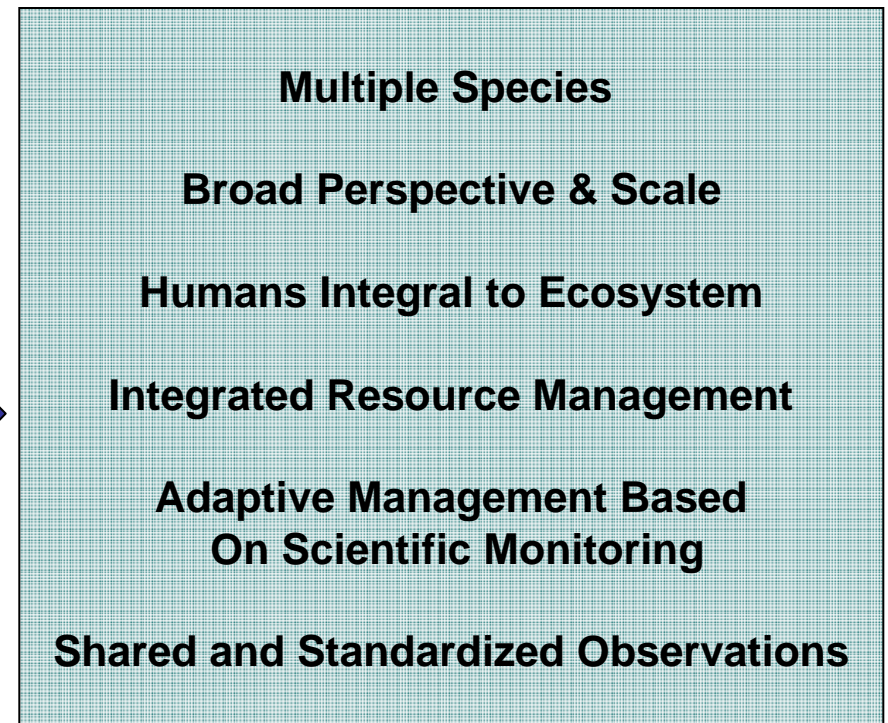 Multiple Species
Broad Perspective & Scale
Humans Integral to Ecosystem
Integrated Resource Management
Adaptive Management Based
On Scientific Monitoring
Shared and Standardized Observations